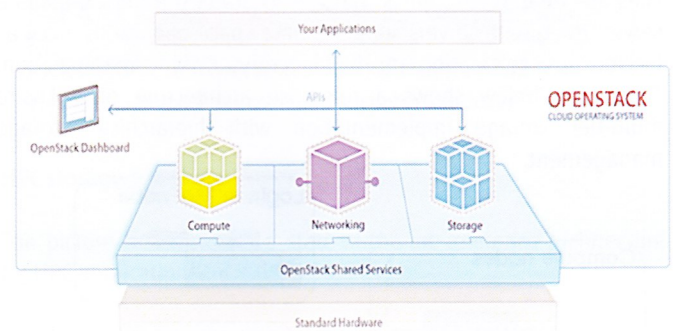 Your Applications
APIs
OPENSTACK
CLOUD OPERATING SYSTEM
OpenStack Dashboard
Compute
Networking
Storage
OpenStack Shared Services
Standard Hardware